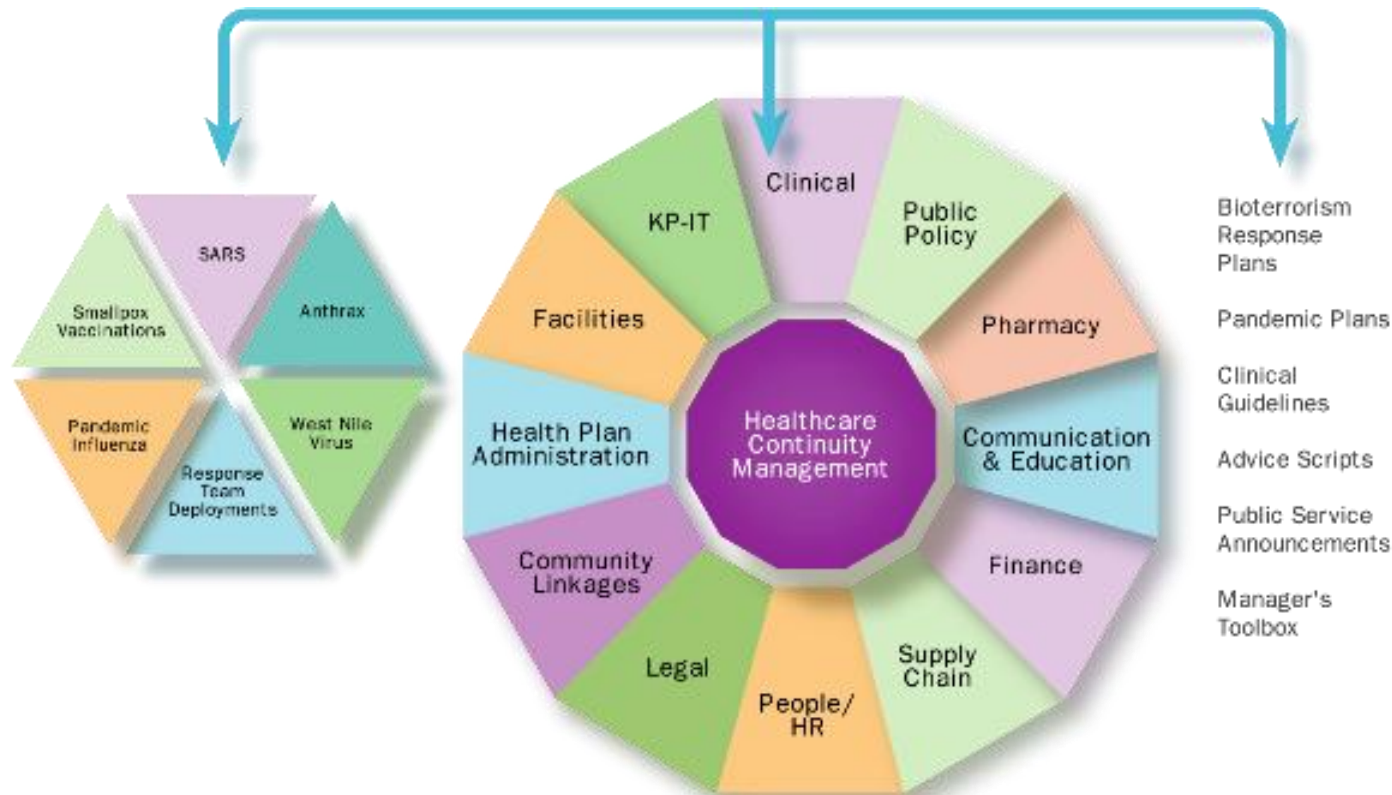 SARS
Smallpox
Vaccinations
Anthrax
Pandemic
Influenza
West Nile
Virus
Response
Team
Deployments
Clinical
Public
Policy
Pharmacy
Communication
& Education
Finance
Supply
Chain
People/
HR
Legal
Community
Linkages
Health Plan
Administration
Facilities
KP-IT
Healthcare
Continuity
Management
Bioterrorism
Response
Plans
Pandemic Plans
Clinical
Guidelines
Advice Scripts
Public Service
Announcements
Manager's
Toolbox